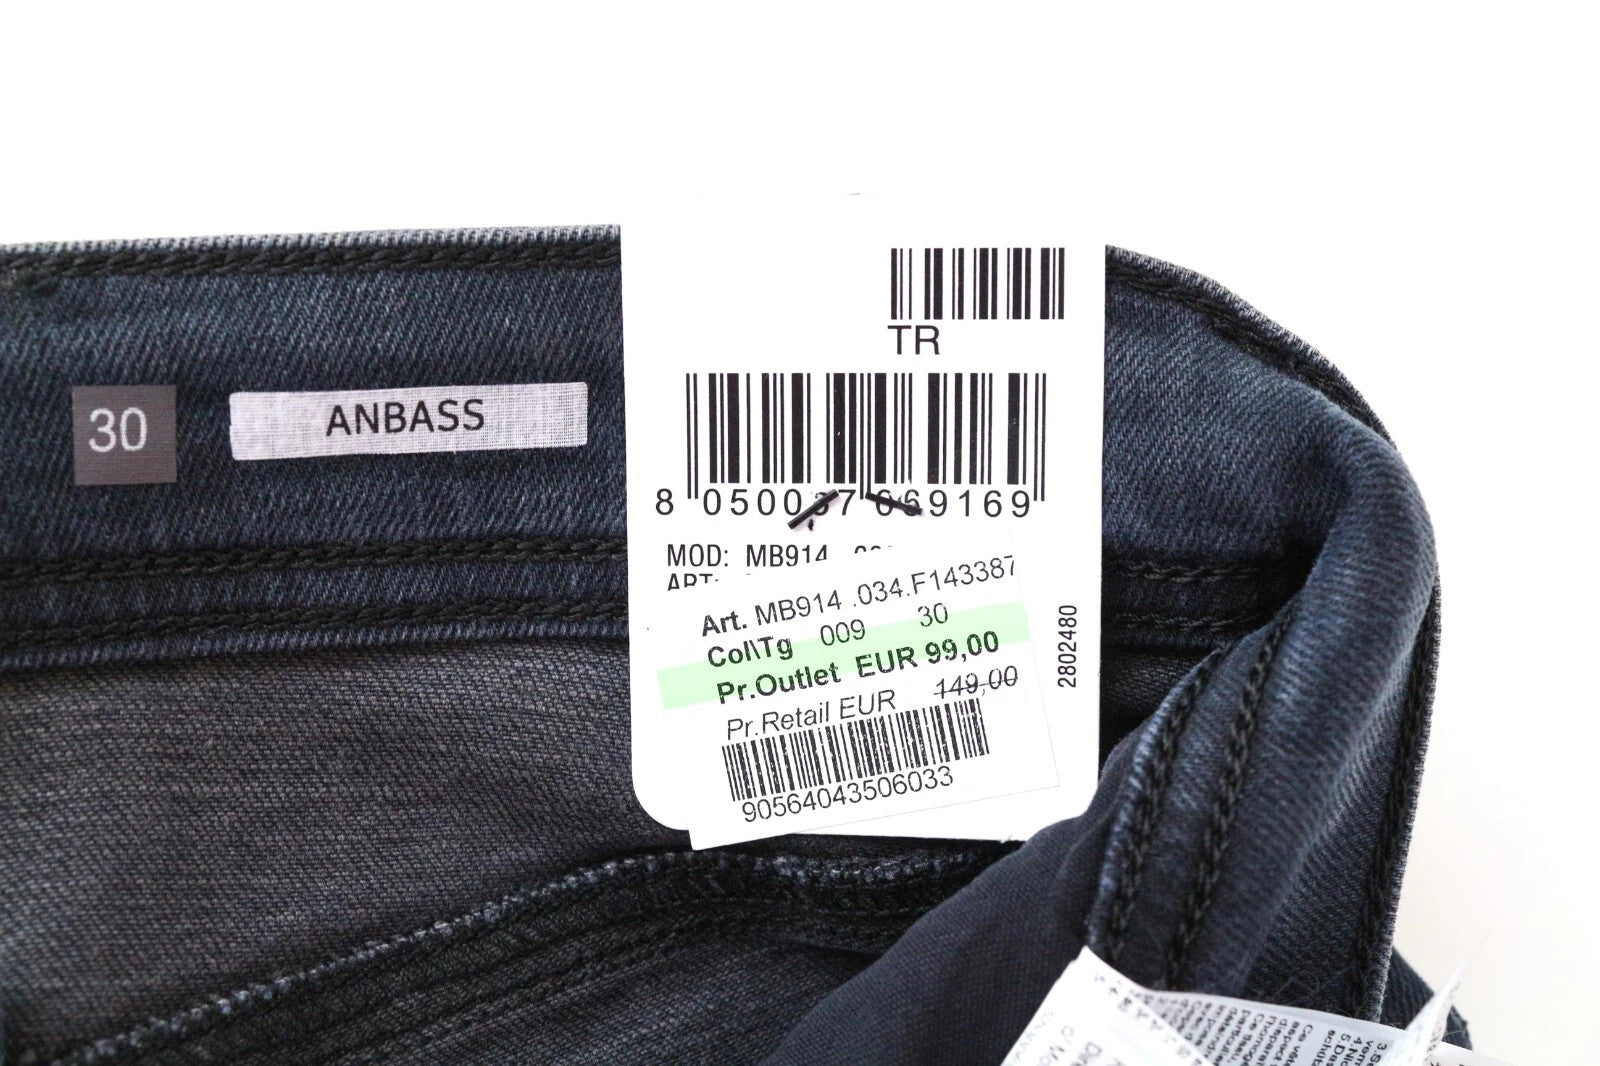 30
ANBASS
TR
8 050037 069169
MOD: MB914
ART:
Art. MB914 .034.F143387
Col\Tg 009 30
Pr.Outlet EUR 99,00
Pr.Retail EUR 149,00
90564043506033
2802480